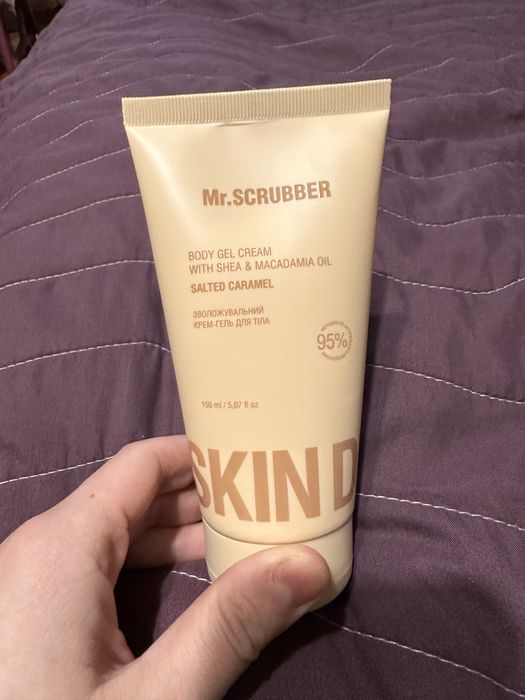 Mr.SCRUBBER
BODY GEL CREAM
WITH SHEA & MACADAMIA OIL
SALTED CARAMEL
ЗВОЛОЖУВАЛЬНИЙ
КРЕМ-ГЕЛЬ ДЛЯ ТІЛА
95%
150 ml / 5,07 fl oz
SKIN D